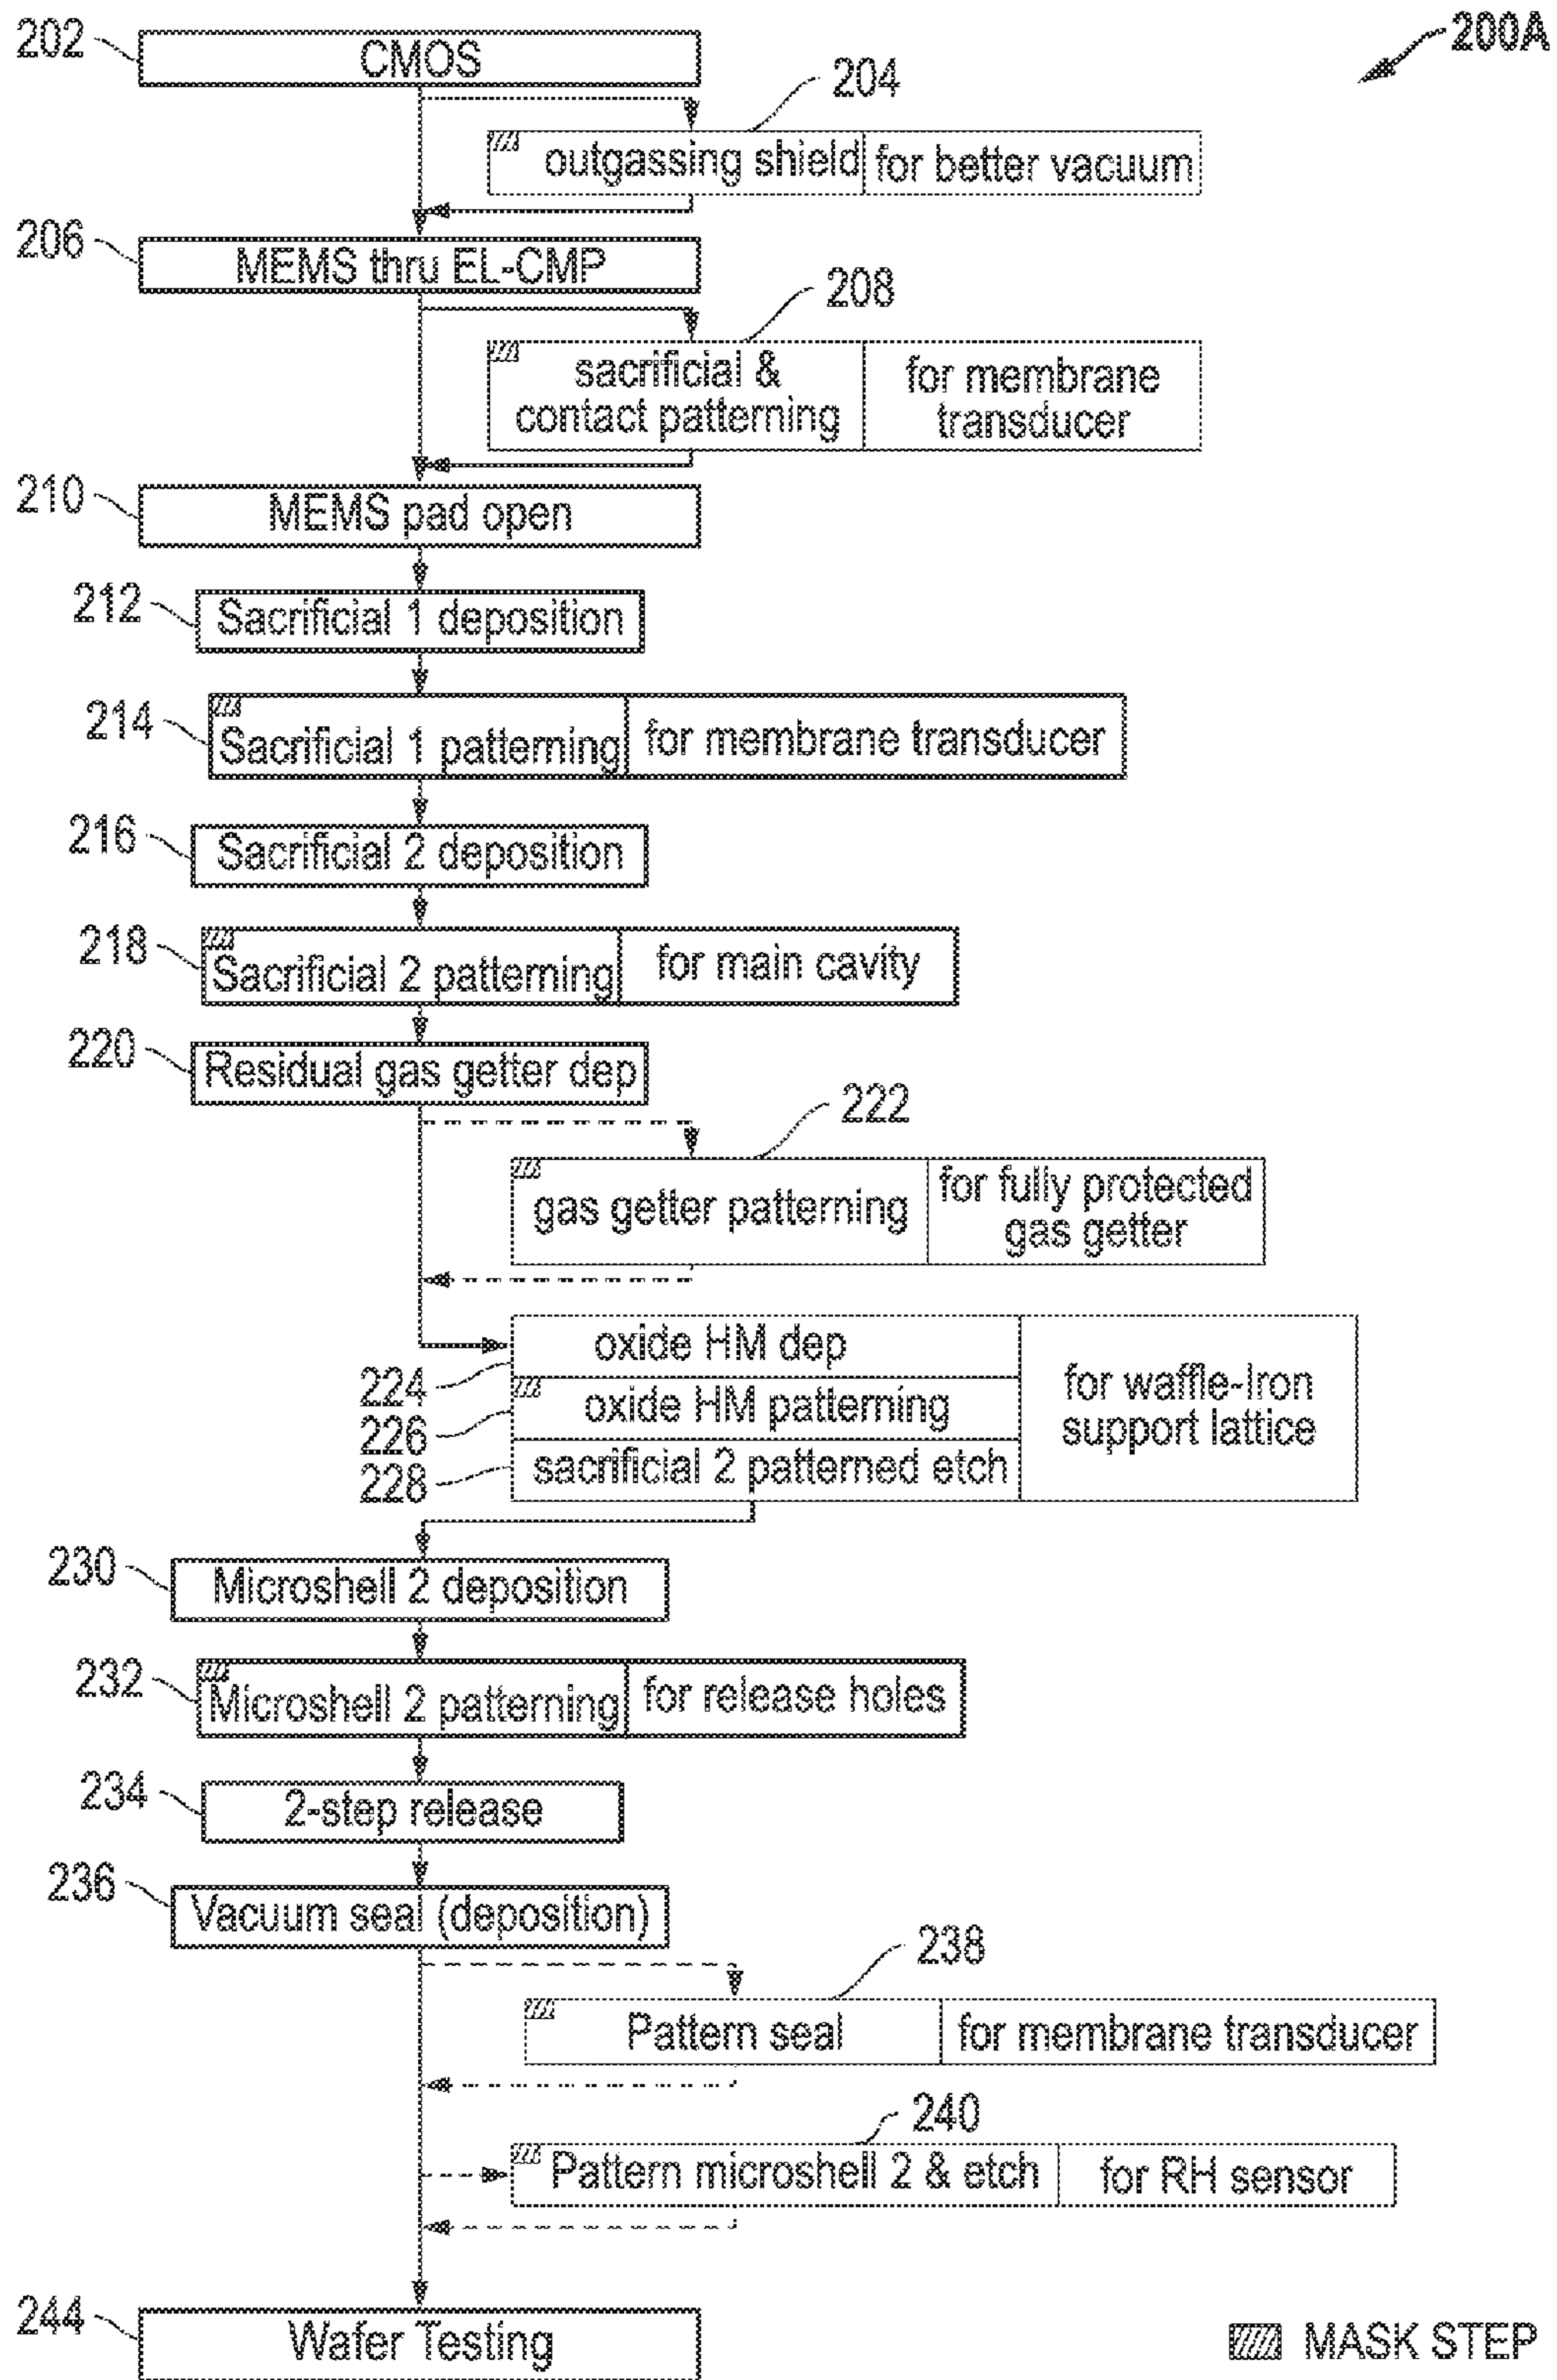 200A
202
CMOS
204
outgassing shield
for better vacuum
206
MEMS thru EL-CMP
208
sacrificial &
contact patterning
for membrane
transducer
210
MEMS pad open
212
Sacrificial 1 deposition
214
Sacrificial 1 patterning
for membrane transducer
216
Sacrificial 2 deposition
218
Sacrificial 2 patterning
for main cavity
220
Residual gas getter dep
222
gas getter patterning
for fully protected
gas getter
224
oxide HM dep
226
oxide HM patterning
228
sacrificial 2 patterned etch
for waffle-Iron
support lattice
230
Microshell 2 deposition
232
Microshell 2 patterning
for release holes
234
2-step release
236
Vacuum seal (deposition)
238
Pattern seal
for membrane transducer
240
Pattern microshell 2 & etch
for RH sensor
244
Wafer Testing
MASK STEP